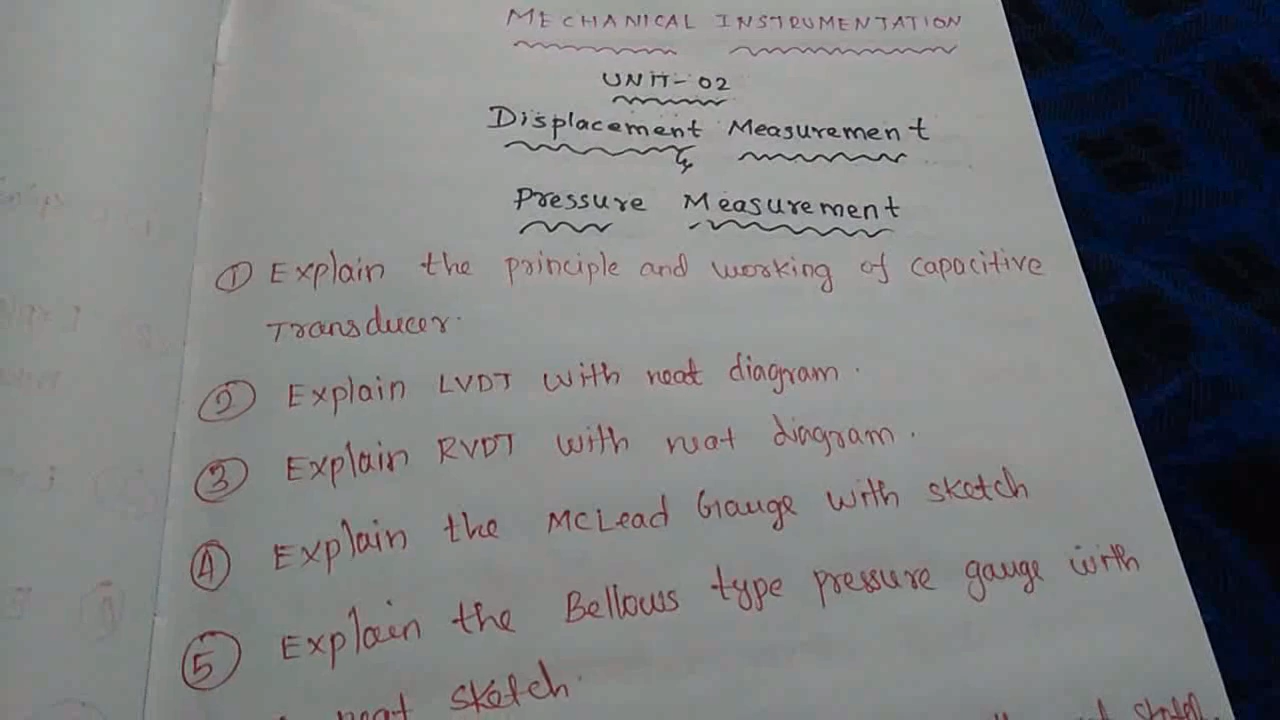 MECHANICAL INSTRUMENTATION
UNIT-02
Displacement Measurement
Pressure Measurement
① Explain the principle and working of capacitive
Transducer.
② Explain LVDT with neat diagram.
③ Explain RVDT with neat diagram.
④ Explain the McLead Gauge with sketch
⑤ Explain the Bellows type pressure gauge with
neat sketch.